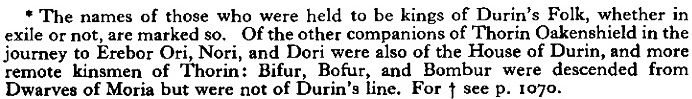 * The names of those who were held to be kings of Durin's Folk, whether in
exile or not, are marked so. Of the other companions of Thorin Oakenshield in the
journey to Erebor Ori, Nori, and Dori were also of the House of Durin, and more
remote kinsmen of Thorin: Bifur, Bofur, and Bombur were descended from
Dwarves of Moria but were not of Durin's line. For † see p. 1070.